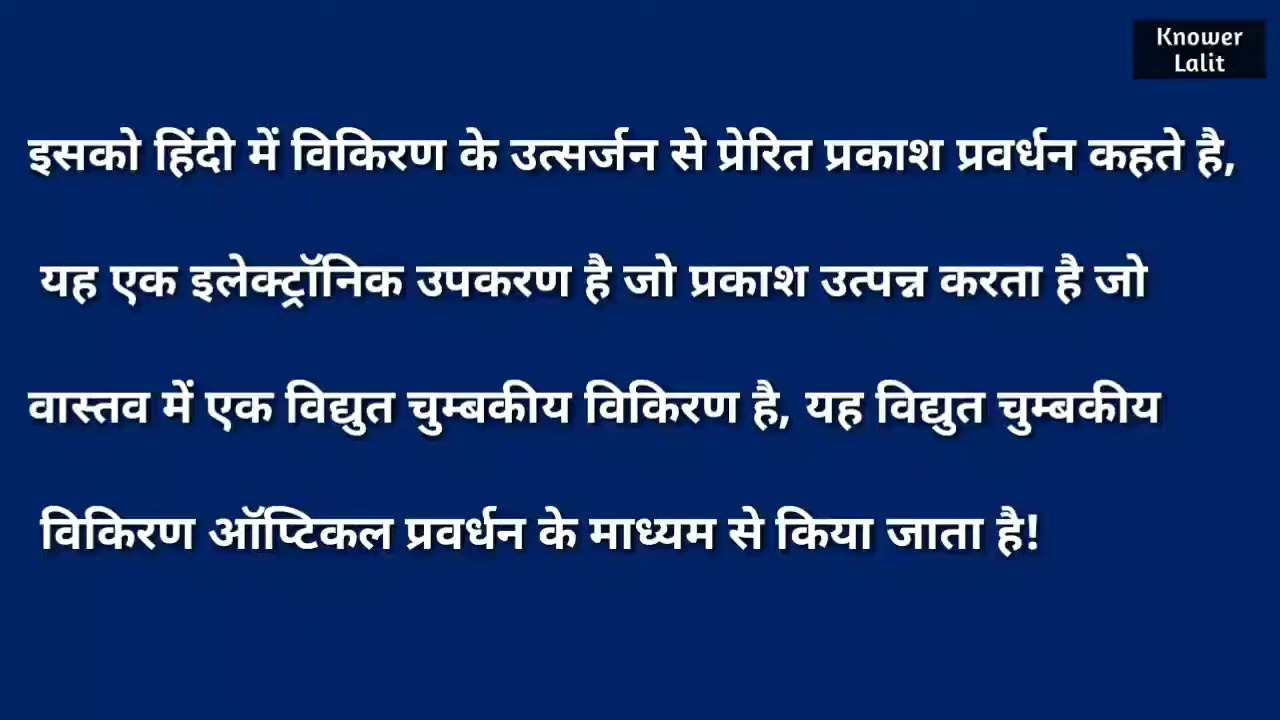 Knower
Lalit
इसको हिंदी में विकिरण के उत्सर्जन से प्रेरित प्रकाश प्रवर्धन कहते है,
यह एक इलेक्ट्रॉनिक उपकरण है जो प्रकाश उत्पन्न करता है जो
वास्तव में एक विद्युत चुम्बकीय विकिरण है, यह विद्युत चुम्बकीय
विकिरण ऑप्टिकल प्रवर्धन के माध्यम से किया जाता है!